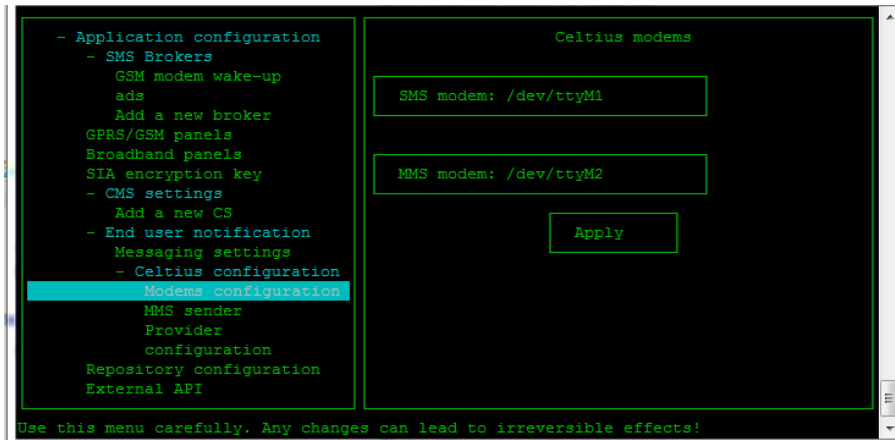 - Application configuration
- SMS Brokers
GSM modem wake-up
ads
Add a new broker
GPRS/GSM panels
Broadband panels
SIA encryption key
- CMS settings
Add a new CS
- End user notification
Messaging settings
- Celtius configuration
Modems configuration
MMS sender
Provider
configuration
Repository configuration
External API
Celtius modems
SMS modem: /dev/ttyM1
MMS modem: /dev/ttyM2
Apply
Use this menu carefully. Any changes can lead to irreversible effects!